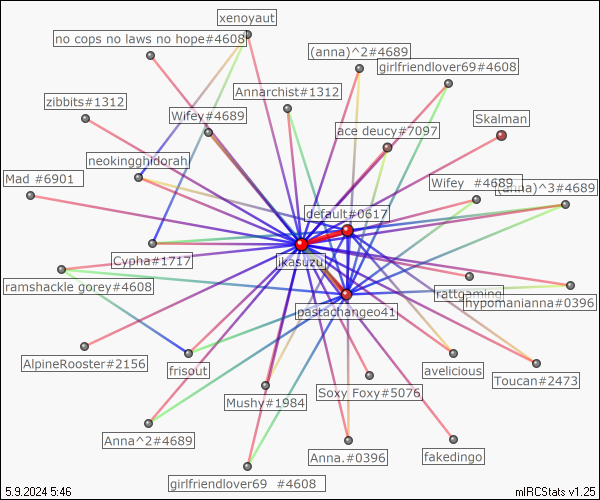 xenoyaut
no cops no laws no hope#4608
(anna)^2#4689
girlfriendlover69#4608
Annarchist#1312
zibbits#1312
Wifey#4689
ace deucy#7097
Skalman
neokingghidorah
Mad #6901
Wifey #4689
(anna)^3#4689
default#0617
Cypha#1717
jkasuzu
ramshackle gorey#4608
rattgaming
hypomanianna#0396
pastachangeo41
AlpineRooster#2156
frisout
avelicious
Toucan#2473
Mushy#1984
Soxy Foxy#5076
Anna^2#4689
Anna.#0396
fakedingo
girlfriendlover69 #4608
5.9.2024 5:46
mIRCStats v1.25